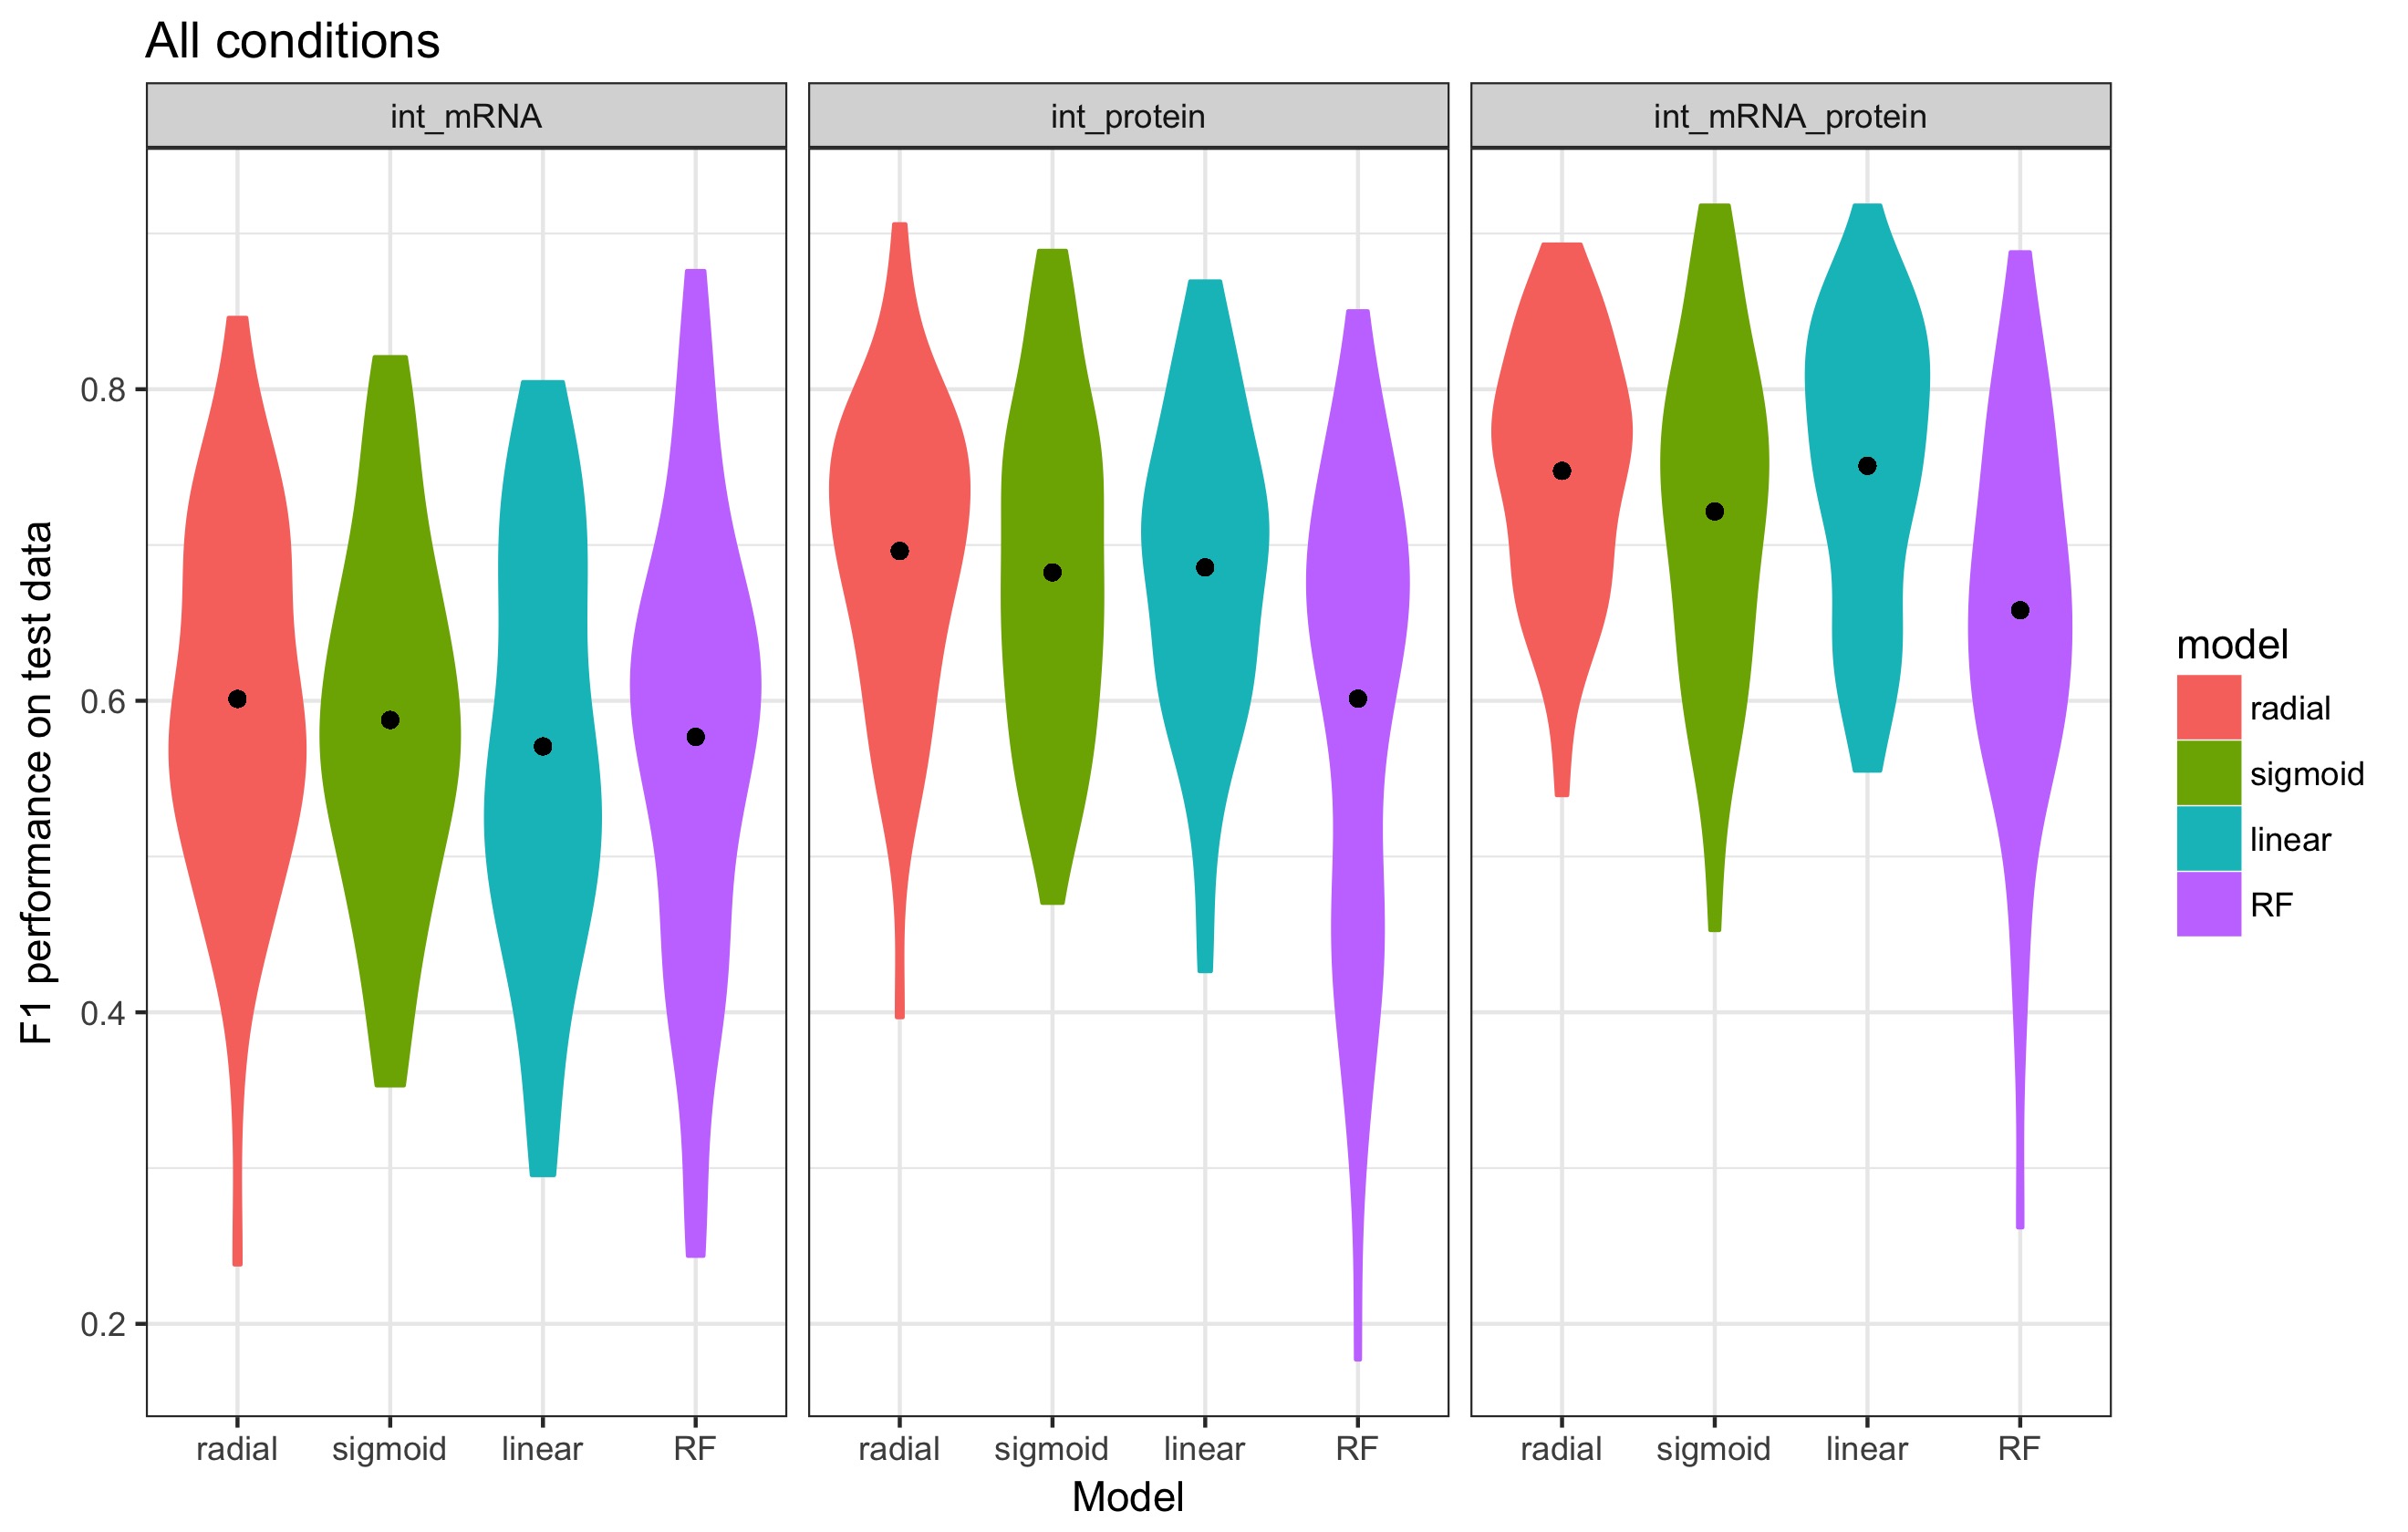 All conditions
int_mRNA
int_protein
int_mRNA_protein
F1 performance on test data
0.8
0.6
0.4
0.2
radial sigmoid linear RF
radial sigmoid linear RF
radial sigmoid linear RF
Model
model
radial
sigmoid
linear
RF